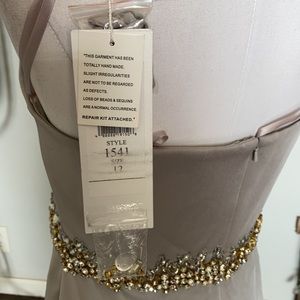 "THIS GARMENT HAS BEEN
TOTALLY HAND MADE.
SLIGHT IRREGULARITIES
ARE NOT TO BE REGARDED
AS DEFECTS.
LOSS OF BEADS & SEQUINS
ARE A NORMAL OCCURRENCE
REPAIR KIT ATTACHED."
STYLE
1541
SIZE
12